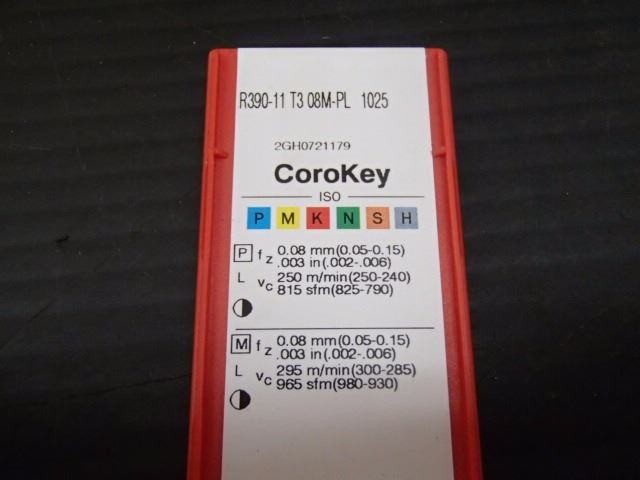 R390-11 T3 08M-PL 1025
2GH0721179
CoroKey
ISO
P M K N S H
P fz 0.08 mm(0.05-0.15)
.003 in(.002-.006)
L vc 250 m/min(250-240)
815 sfm(825-790)
M fz 0.08 mm(0.05-0.15)
.003 in(.002-.006)
L vc 295 m/min(300-285)
965 sfm(980-930)